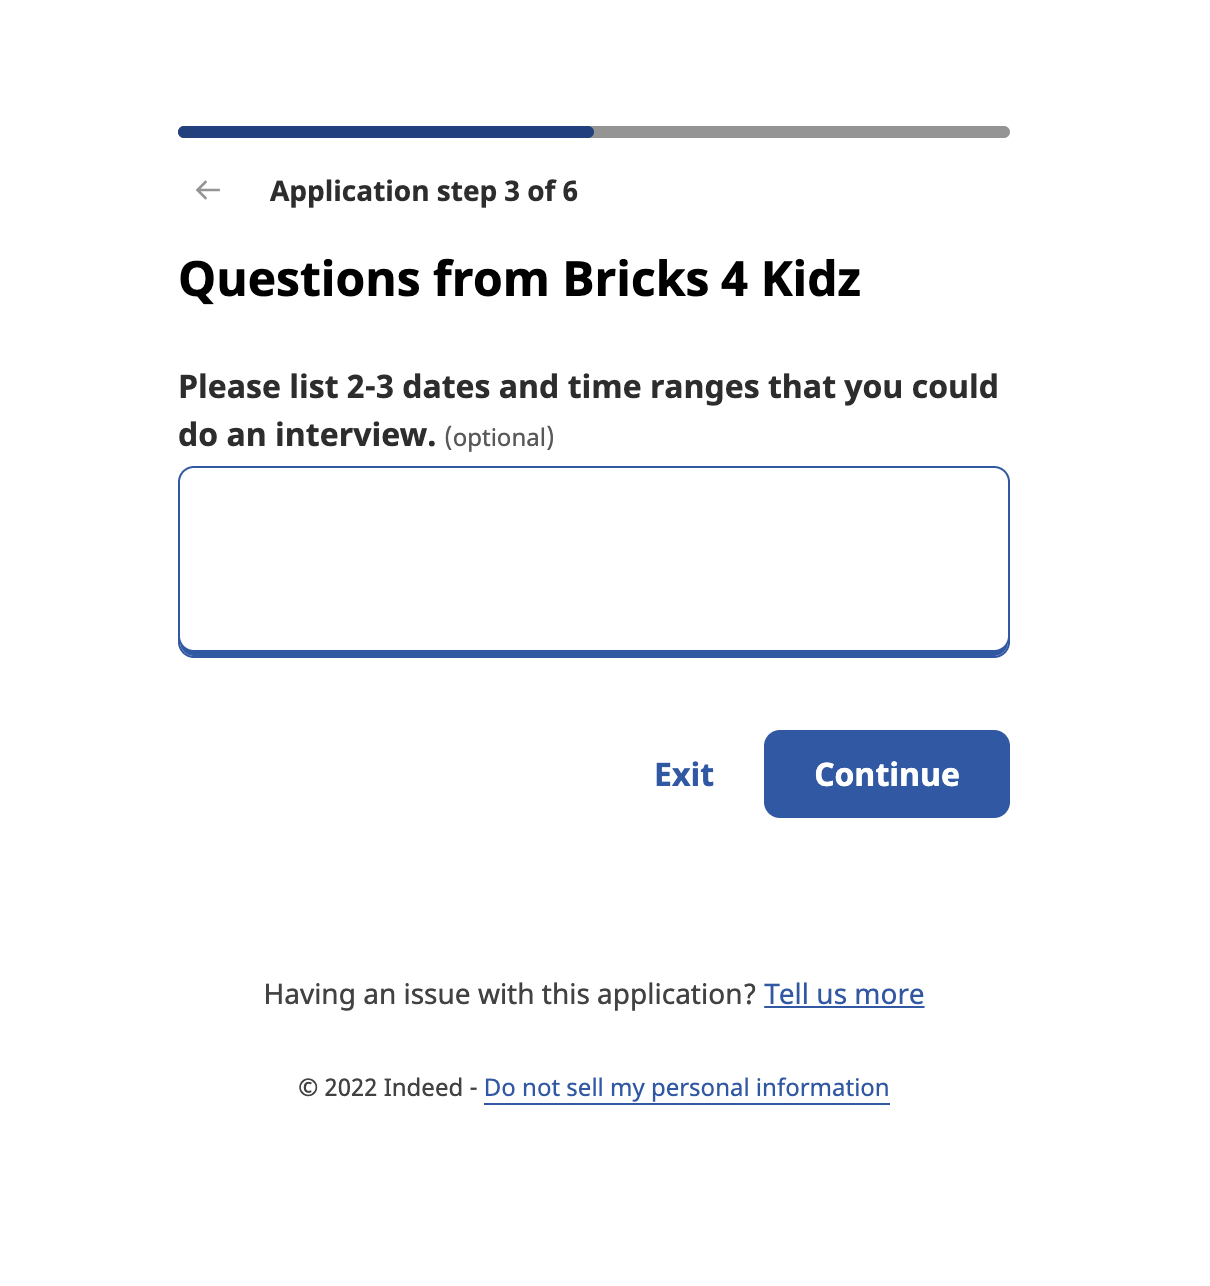 Application step 3 of 6
Questions from Bricks 4 Kidz
Please list 2-3 dates and time ranges that you could
do an interview. (optional)
Exit
Continue
Having an issue with this application? Tell us more
© 2022 Indeed - Do not sell my personal information